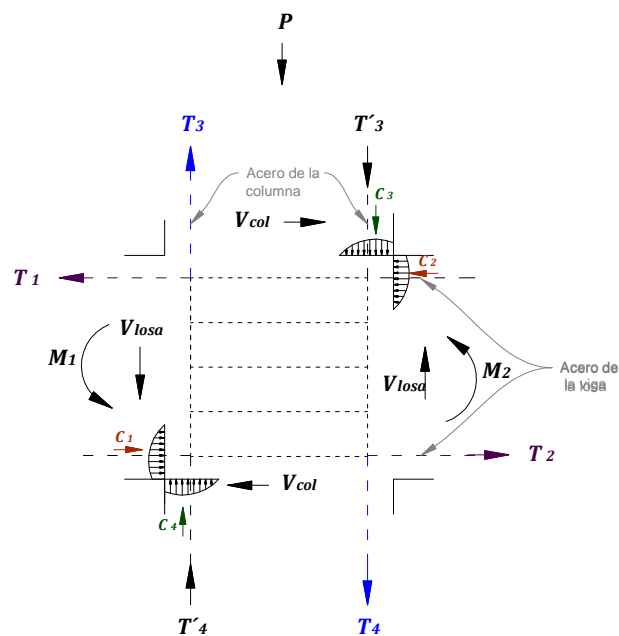 P
T3
T´3
Acero de la
columna
C3
Vcol
T1
C2
Vlosa
M1
M2
Vlosa
Acero de
la viga
C1
T2
Vcol
C4
T´4
T4